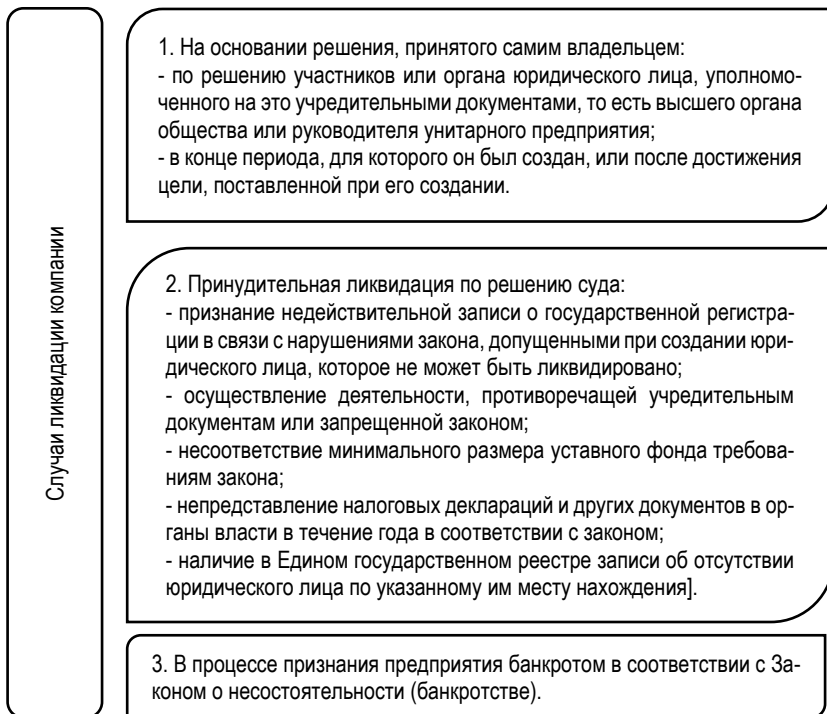 Случаи ликвидации компании
1. На основании решения, принятого самим владельцем:
- по решению участников или органа юридического лица, уполномо-
ченного на это учредительными документами, то есть высшего органа
общества или руководителя унитарного предприятия;
- в конце периода, для которого он был создан, или после достижения
цели, поставленной при его создании.
2. Принудительная ликвидация по решению суда:
- признание недействительной записи о государственной регистра-
ции в связи с нарушениями закона, допущенными при создании юри-
дического лица, которое не может быть ликвидировано;
- осуществление деятельности, противоречащей учредительным
документам или запрещенной законом;
- несоответствие минимального размера уставного фонда требова-
ниям закона;
- непредставление налоговых деклараций и других документов в ор-
ганы власти в течение года в соответствии с законом;
- наличие в Едином государственном реестре записи об отсутствии
юридического лица по указанному им месту нахождения].
3. В процессе признания предприятия банкротом в соответствии с За-
коном о несостоятельности (банкротстве).